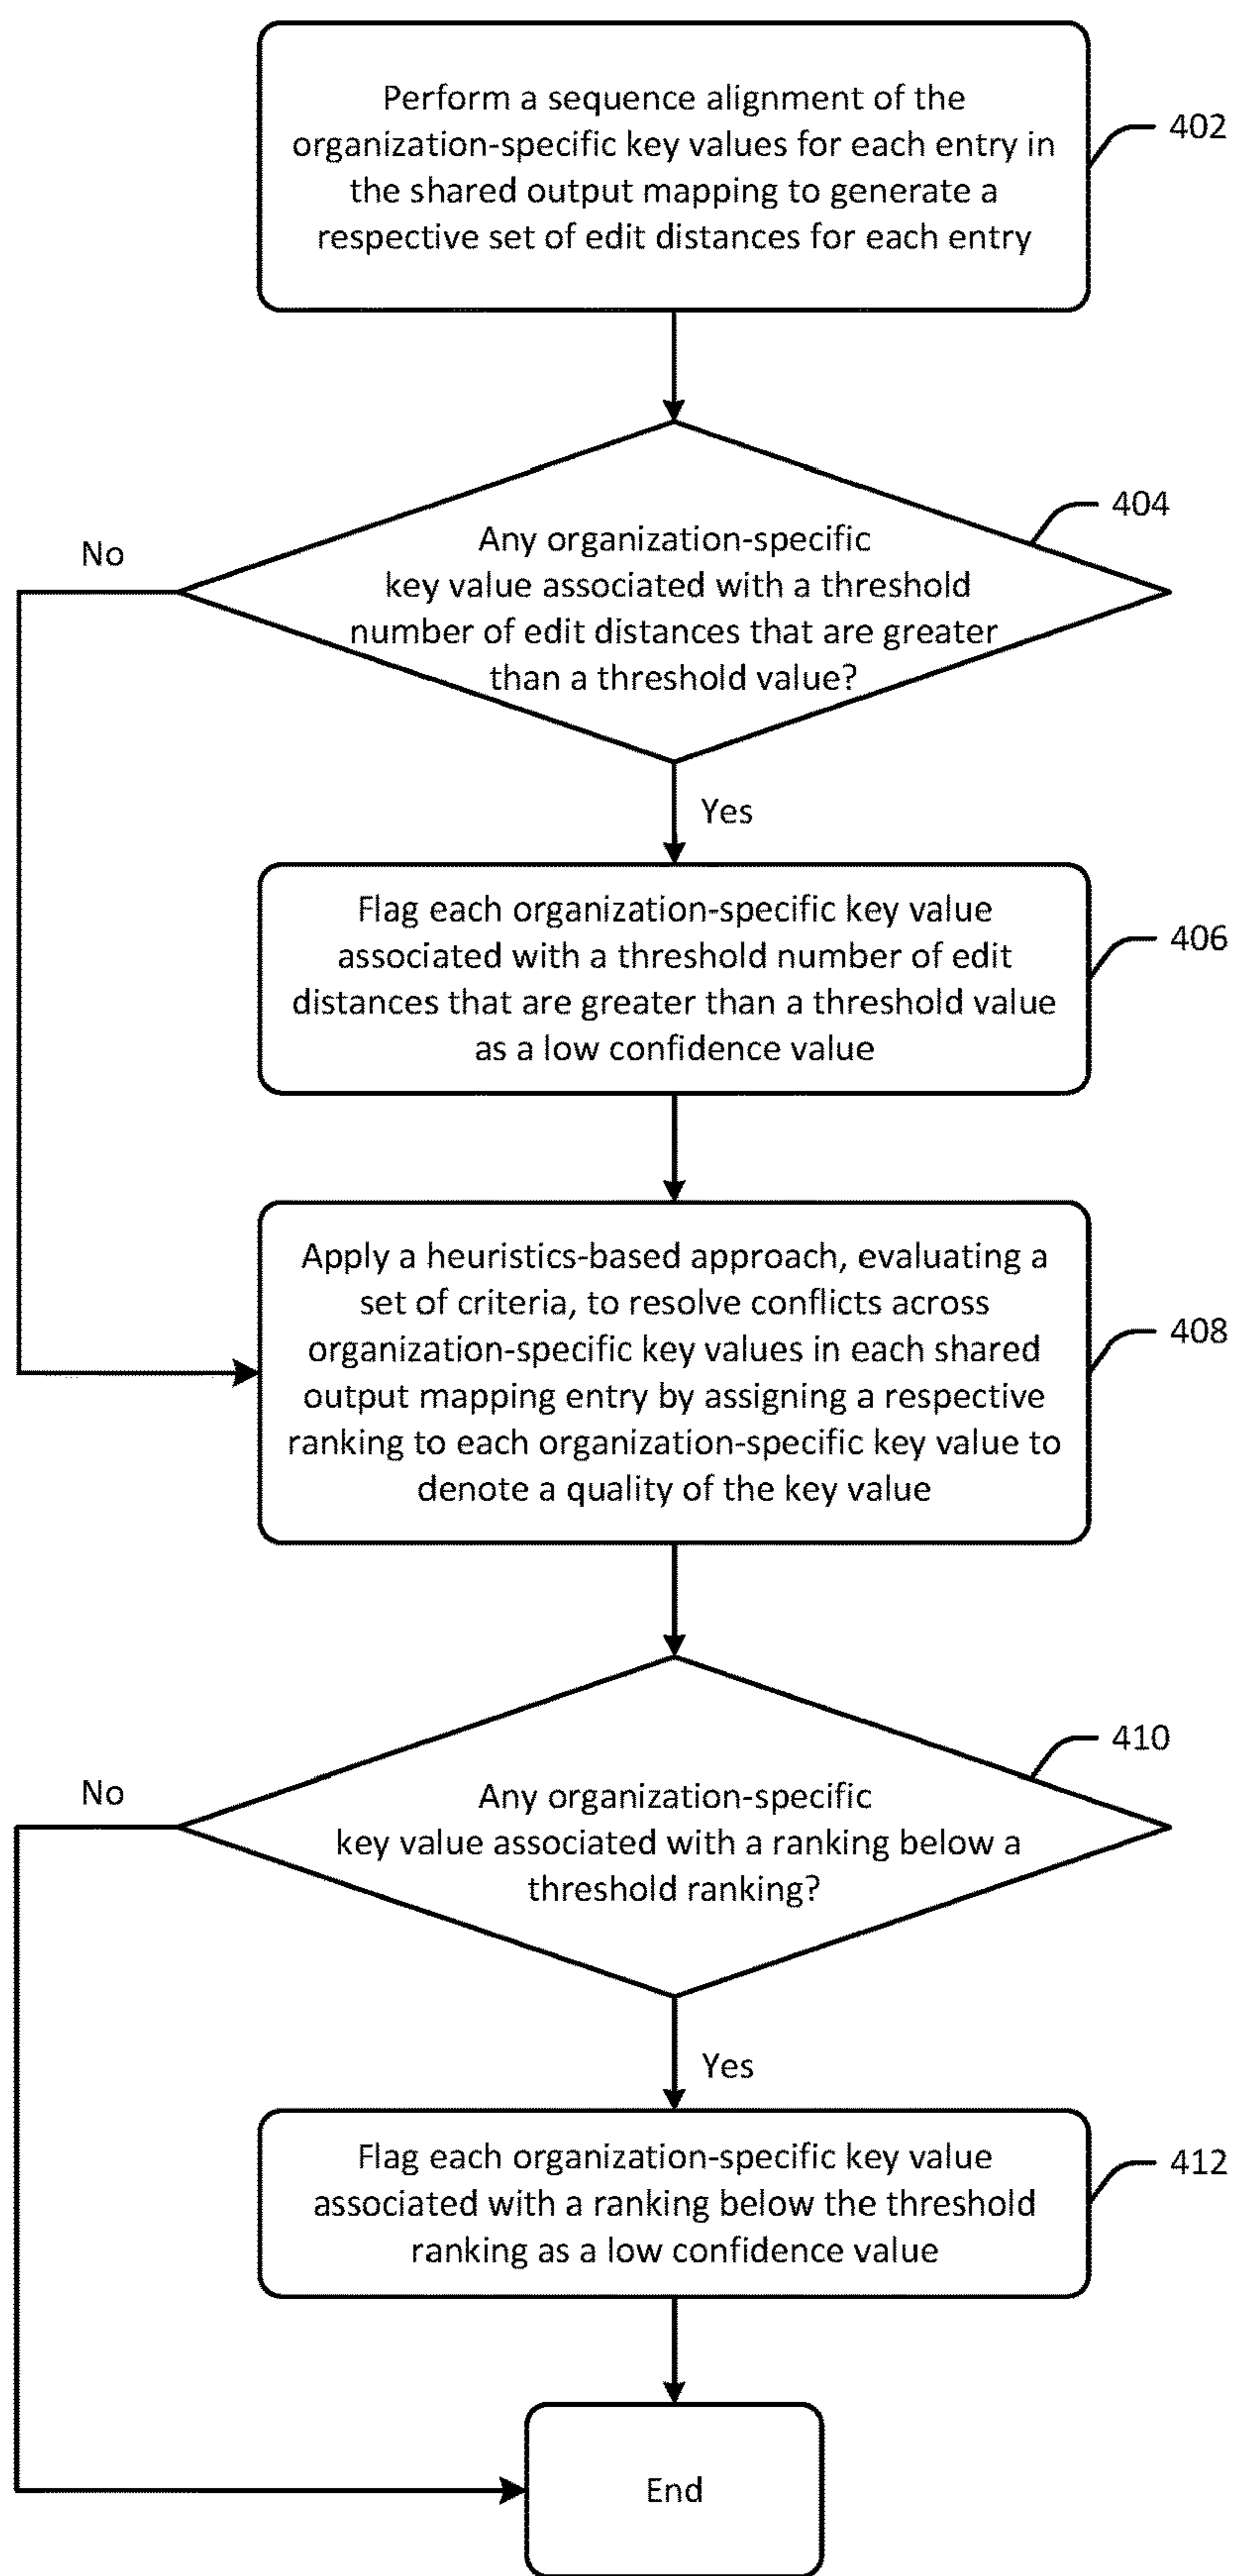 Perform a sequence alignment of the
organization-specific key values for each entry in
the shared output mapping to generate a
respective set of edit distances for each entry
402
404
No
Any organization-specific
key value associated with a threshold
number of edit distances that are greater
than a threshold value?
Yes
Flag each organization-specific key value
associated with a threshold number of edit
distances that are greater than a threshold value
as a low confidence value
406
Apply a heuristics-based approach, evaluating a
set of criteria, to resolve conflicts across
organization-specific key values in each shared
output mapping entry by assigning a respective
ranking to each organization-specific key value to
denote a quality of the key value
408
410
No
Any organization-specific
key value associated with a ranking below a
threshold ranking?
Yes
Flag each organization-specific key value
associated with a ranking below the threshold
ranking as a low confidence value
412
End